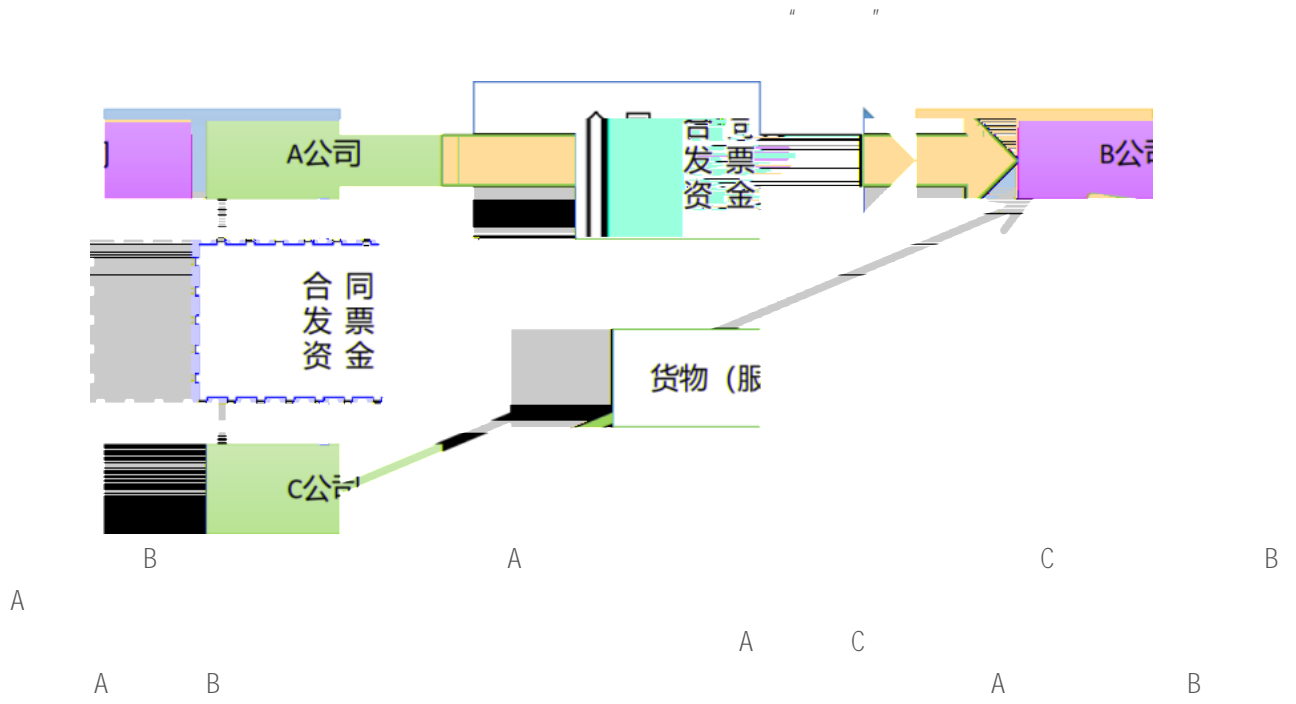 “ ”
A公司
B公司
合 同
发 票
资 金
合 同
发 票
资 金
货物（服
C公司
B A C B
A
A C
A B A B